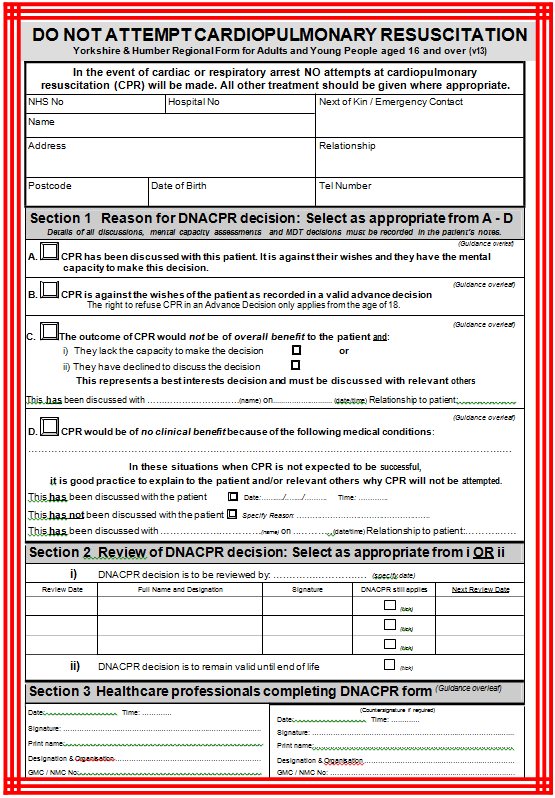 DO NOT ATTEMPT CARDIOPULMONARY RESUSCITATION
Yorkshire & Humber Regional Form for Adults and Young People aged 16 and over (v13)
In the event of cardiac or respiratory arrest NO attempts at cardiopulmonary
resuscitation (CPR) will be made. All other treatment should be given where appropriate.
NHS No Hospital No Next of Kin / Emergency Contact
Name
Address Relationship
Postcode Date of Birth Tel Number
Section 1 Reason for DNACPR decision: Select as appropriate from A - D
Details of all discussions, mental capacity assessments and MDT decisions must be recorded in the patient's notes.
(Guidance overleaf)
A. CPR has been discussed with this patient. It is against their wishes and they have the mental
capacity to make this decision.
(Guidance overleaf)
B. CPR is against the wishes of the patient as recorded in a valid advance decision
The right to refuse CPR in an Advance Decision only applies from the age of 18.
(Guidance overleaf)
C. The outcome of CPR would not be of overall benefit to the patient and:
i) They lack the capacity to make the decision or
ii) They have declined to discuss the decision
This represents a best interests decision and must be discussed with relevant others
This has been discussed with ……………………(name) on……………………(date/time) Relationship to patient:……………
(Guidance overleaf)
D. CPR would be of no clinical benefit because of the following medical conditions:
………………………………………………………………………………………………
In these situations when CPR is not expected to be successful,
it is good practice to explain to the patient and/or relevant others why CPR will not be attempted.
This has been discussed with the patient Date: ……../……../……… Time: …………..
This has not been discussed with the patient Specify Reason: ……………………………………
This has been discussed with ………………………(name) on ………….(date/time) Relationship to patient:……………
Section 2 Review of DNACPR decision: Select as appropriate from i OR ii
i) DNACPR decision is to be reviewed by: ………………………… (specify date)
Review Date Full Name and Designation Signature DNACPR still applies Next Review Date
(tick)
(tick)
(tick)
ii) DNACPR decision is to remain valid until end of life (tick)
Section 3 Healthcare professionals completing DNACPR form (Guidance overleaf)
Date:………………… Time: …………
Signature: ……………………………………
Print name:……………………………………
Designation & Organisation……………………
GMC / NMC No:………………………………
(Countersignature if required)
Date:………………… Time: …………
Signature: ……………………………………
Print name:……………………………………
Designation & Organisation……………………
GMC / NMC No: ………………………………